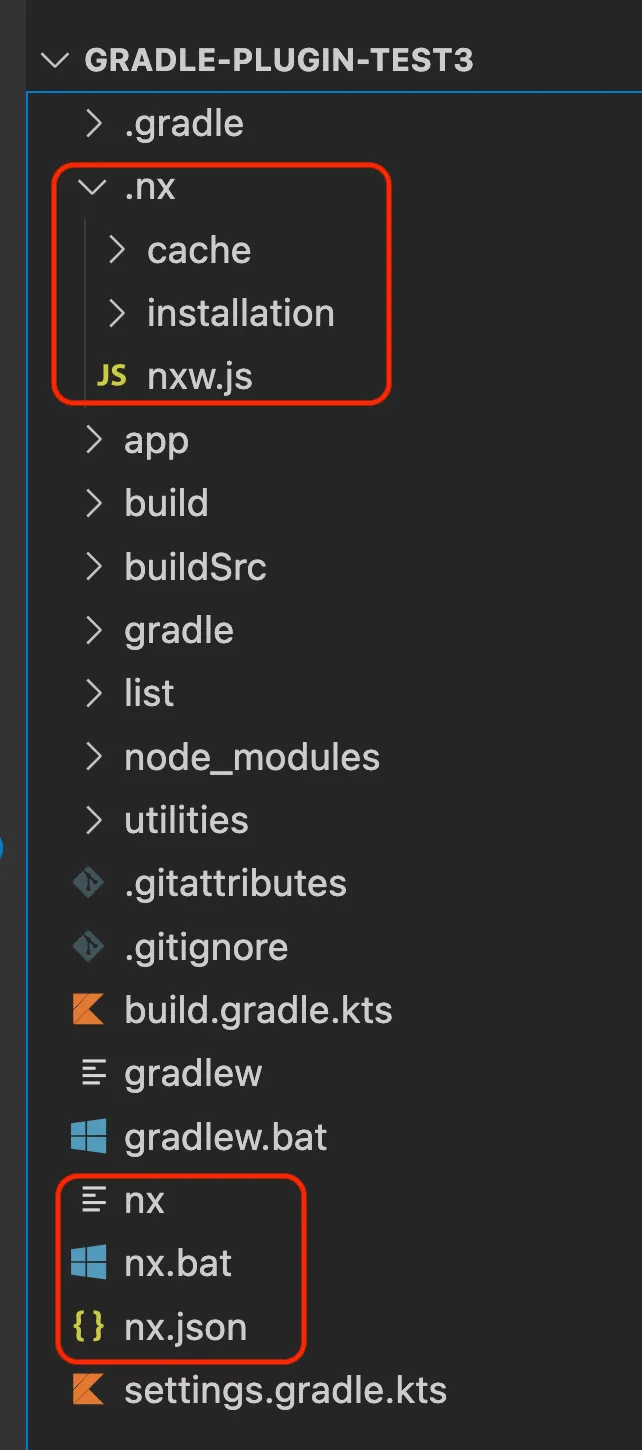 GRADLE-PLUGIN-TEST3
.gradle
.nx
cache
installation
JS nxw.js
app
build
buildSrc
gradle
list
node_modules
utilities
.gitattributes
.gitignore
build.gradle.kts
gradlew
gradlew.bat
nx
nx.bat
{ } nx.json
settings.gradle.kts